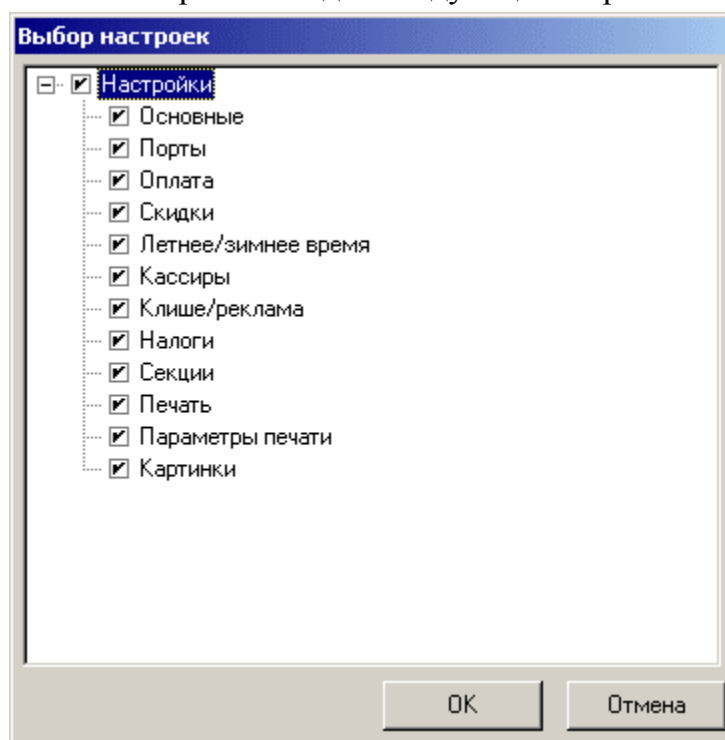 Выбор настроек
Настройки
Основные
Порты
Оплата
Скидки
Летнее/зимнее время
Кассиры
Клише/реклама
Налоги
Секции
Печать
Параметры печати
Картинки
OK
Отмена